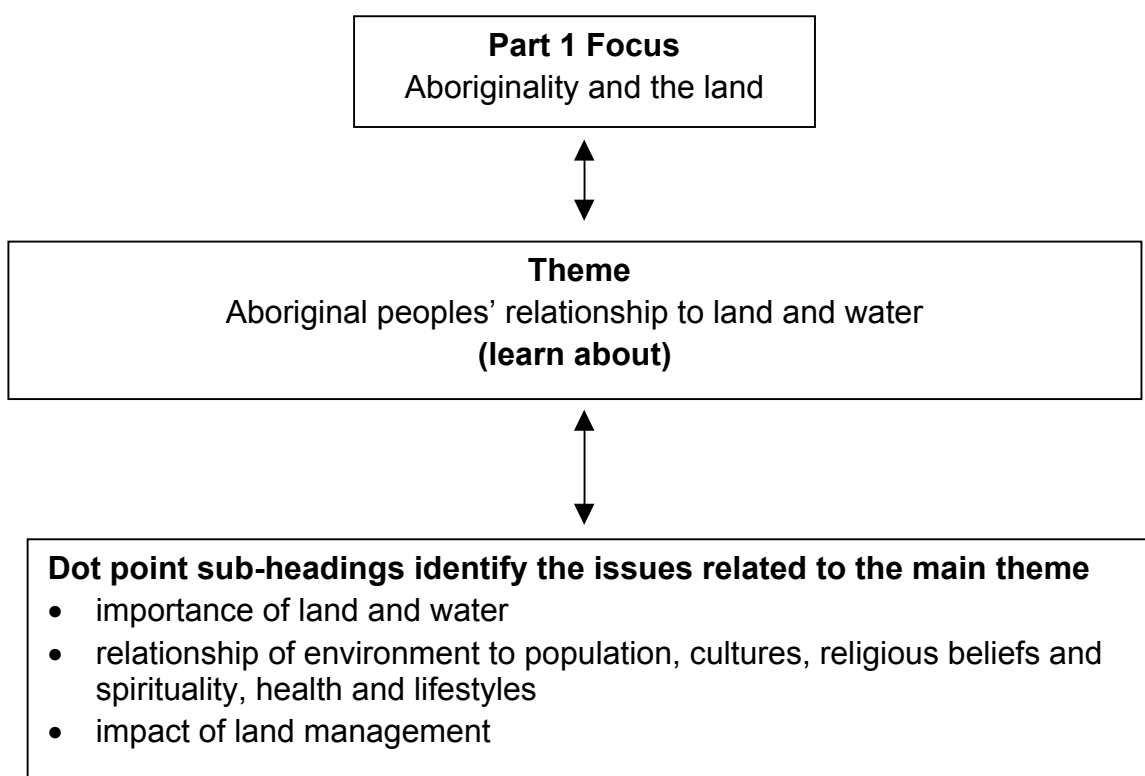 Part 1 Focus
Aboriginality and the land
Theme
Aboriginal peoples’ relationship to land and water
(learn about)
Dot point sub-headings identify the issues related to the main theme
• importance of land and water
• relationship of environment to population, cultures, religious beliefs and
spirituality, health and lifestyles
• impact of land management